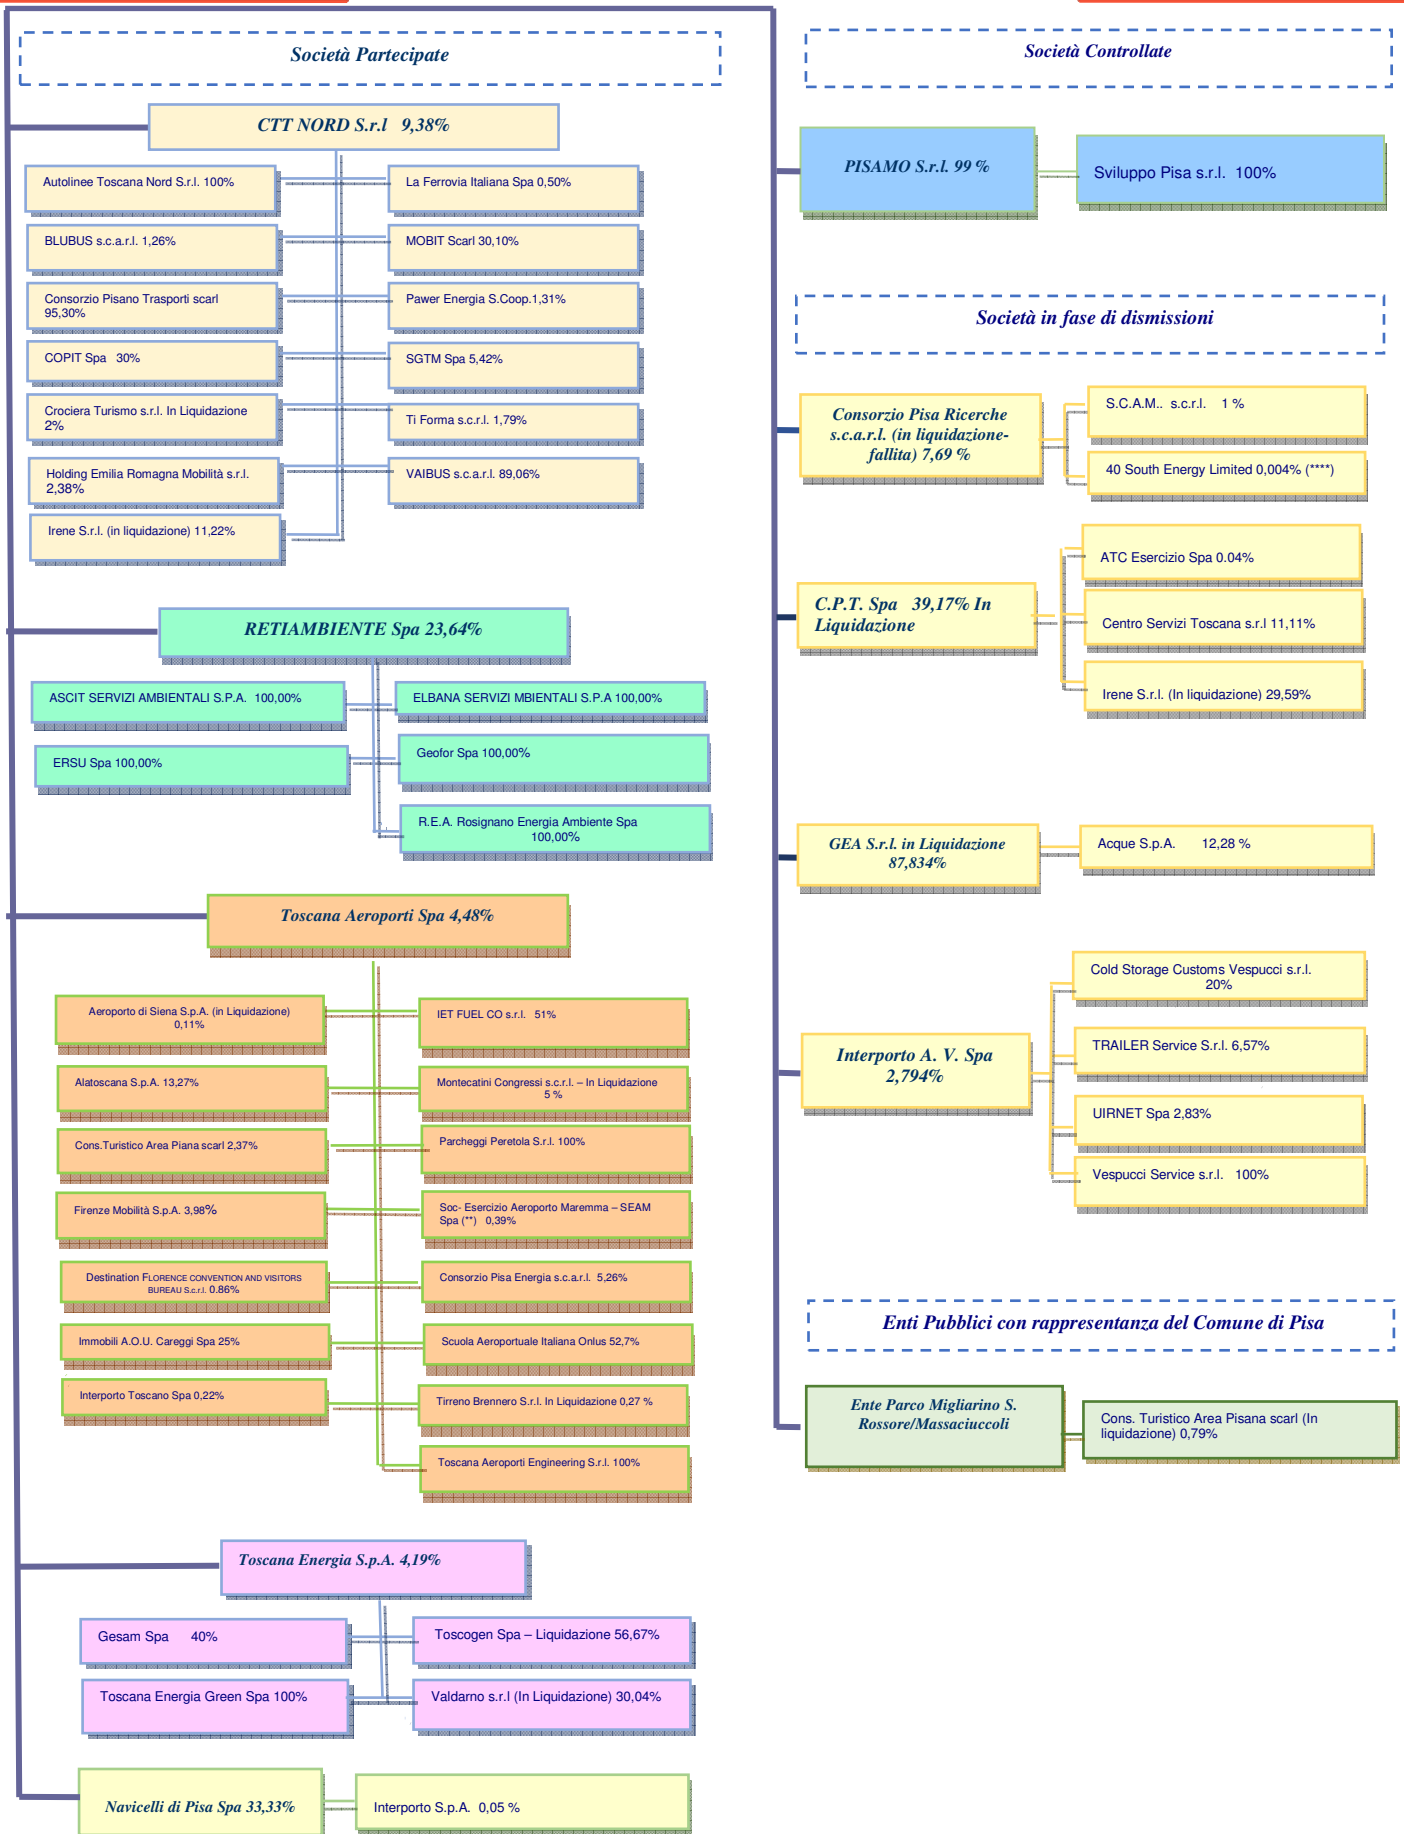 Società Partecipate
CTT NORD S.r.l 9,38%
Autolinee Toscana Nord S.r.l. 100%
La Ferrovia Italiana Spa 0,50%
BLUBUS s.c.a.r.l. 1,26%
MOBIT Scarl 30,10%
Consorzio Pisano Trasporti scarl
95,30%
Pawer Energia S.Coop.1,31%
COPIT Spa 30%
SGTM Spa 5,42%
Crociera Turismo s.r.l. In Liquidazione
2%
Ti Forma s.c.r.l. 1,79%
Holding Emilia Romagna Mobilità s.r.l.
2,38%
VAIBUS s.c.a.r.l. 89,06%
Irene S.r.l. (in liquidazione) 11,22%
RETIAMBIENTE Spa 23,64%
ASCIT SERVIZI AMBIENTALI S.P.A. 100,00%
ELBANA SERVIZI MBIENTALI S.P.A 100,00%
ERSU Spa 100,00%
Geofor Spa 100,00%
R.E.A. Rosignano Energia Ambiente Spa
100,00%
Toscana Aeroporti Spa 4,48%
Aeroporto di Siena S.p.A. (in Liquidazione)
0,11%
IET FUEL CO s.r.l. 51%
Alatoscana S.p.A. 13,27%
Montecatini Congressi s.c.r.l. – In Liquidazione
5 %
Cons.Turistico Area Piana scarl 2,37%
Parcheggi Peretola S.r.l. 100%
Firenze Mobilità S.p.A. 3,98%
Soc- Esercizio Aeroporto Maremma – SEAM
Spa (**) 0,39%
Destination FLORENCE CONVENTION AND VISITORS
BUREAU S.c.r.l. 0.86%
Consorzio Pisa Energia s.c.a.r.l. 5,26%
Immobili A.O.U. Careggi Spa 25%
Scuola Aeroportuale Italiana Onlus 52,7%
Interporto Toscano Spa 0,22%
Tirreno Brennero S.r.l. In Liquidazione 0,27 %
Toscana Aeroporti Engineering S.r.l. 100%
Toscana Energia S.p.A. 4,19%
Gesam Spa 40%
Toscogen Spa – Liquidazione 56,67%
Toscana Energia Green Spa 100%
Valdarno s.r.l (In Liquidazione) 30,04%
Navicelli di Pisa Spa 33,33%
Interporto S.p.A. 0,05 %
Società Controllate
PISAMO S.r.l. 99 %
Sviluppo Pisa s.r.l. 100%
Società in fase di dismissioni
Consorzio Pisa Ricerche
s.c.a.r.l. (in liquidazione-
fallita) 7,69 %
S.C.A.M.. s.c.r.l. 1 %
40 South Energy Limited 0,004% (****)
C.P.T. Spa 39,17% In
Liquidazione
ATC Esercizio Spa 0.04%
Centro Servizi Toscana s.r.l 11,11%
Irene S.r.l. (In liquidazione) 29,59%
GEA S.r.l. in Liquidazione
87,834%
Acque S.p.A. 12,28 %
Interporto A. V. Spa
2,794%
Cold Storage Customs Vespucci s.r.l.
20%
TRAILER Service S.r.l. 6,57%
UIRNET Spa 2,83%
Vespucci Service s.r.l. 100%
Enti Pubblici con rappresentanza del Comune di Pisa
Ente Parco Migliarino S.
Rossore/Massaciuccoli
Cons. Turistico Area Pisana scarl (In
liquidazione) 0,79%